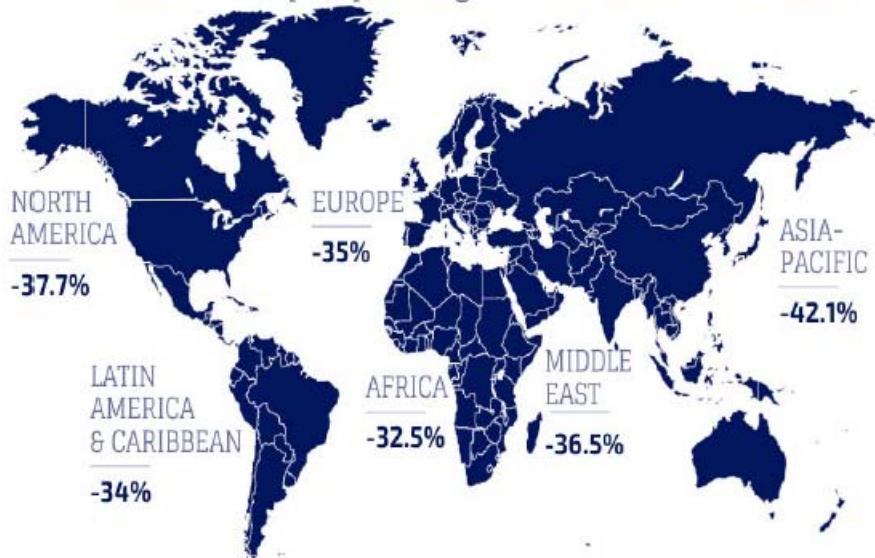 NORTH
AMERICA
-37.7%
EUROPE
-35%
ASIA-
PACIFIC
-42.1%
LATIN
AMERICA
& CARIBBEAN
-34%
AFRICA
-32.5%
MIDDLE
EAST
-36.5%